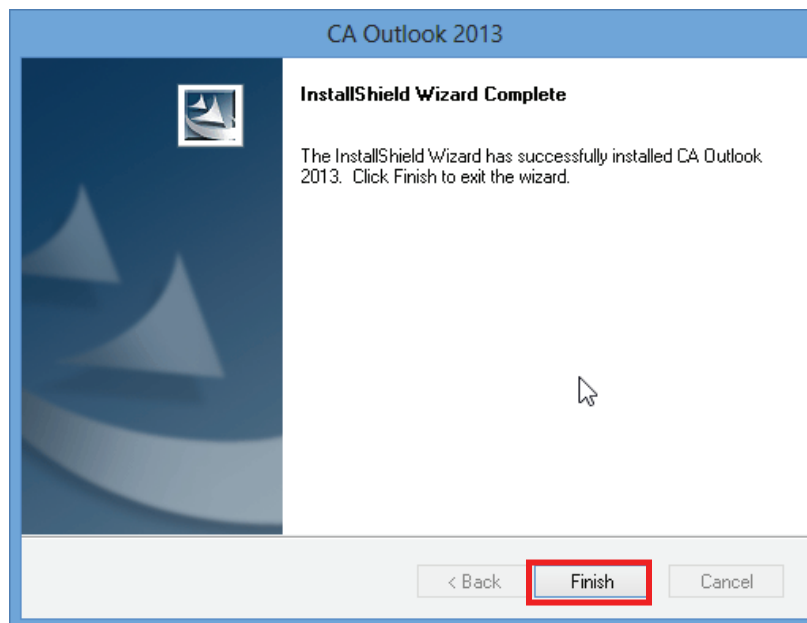 CA Outlook 2013
InstallShield Wizard Complete
The InstallShield Wizard has successfully installed CA Outlook
2013. Click Finish to exit the wizard.
< Back Finish Cancel